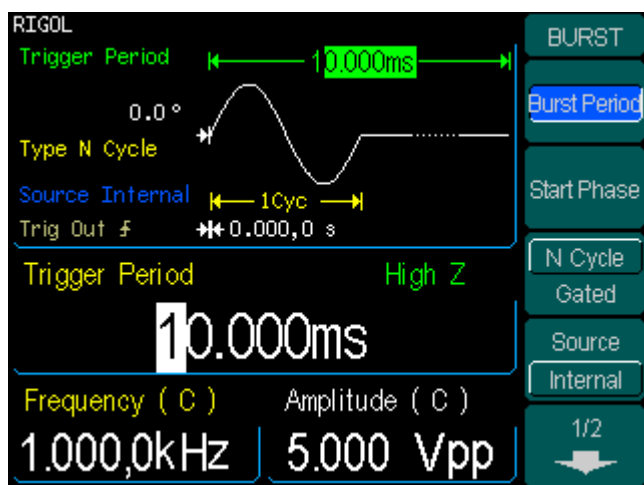 RIGOL
BURST
Trigger Period
10.000ms
Burst Period
0.0°
Type N Cycle
Start Phase
Source Internal
1Cyc
Trig Out
0.000,0 s
N Cycle
Gated
Trigger Period
High Z
10.000ms
Source
Internal
Frequency ( C )
Amplitude ( C )
1.000,0kHz
5.000 Vpp
1/2